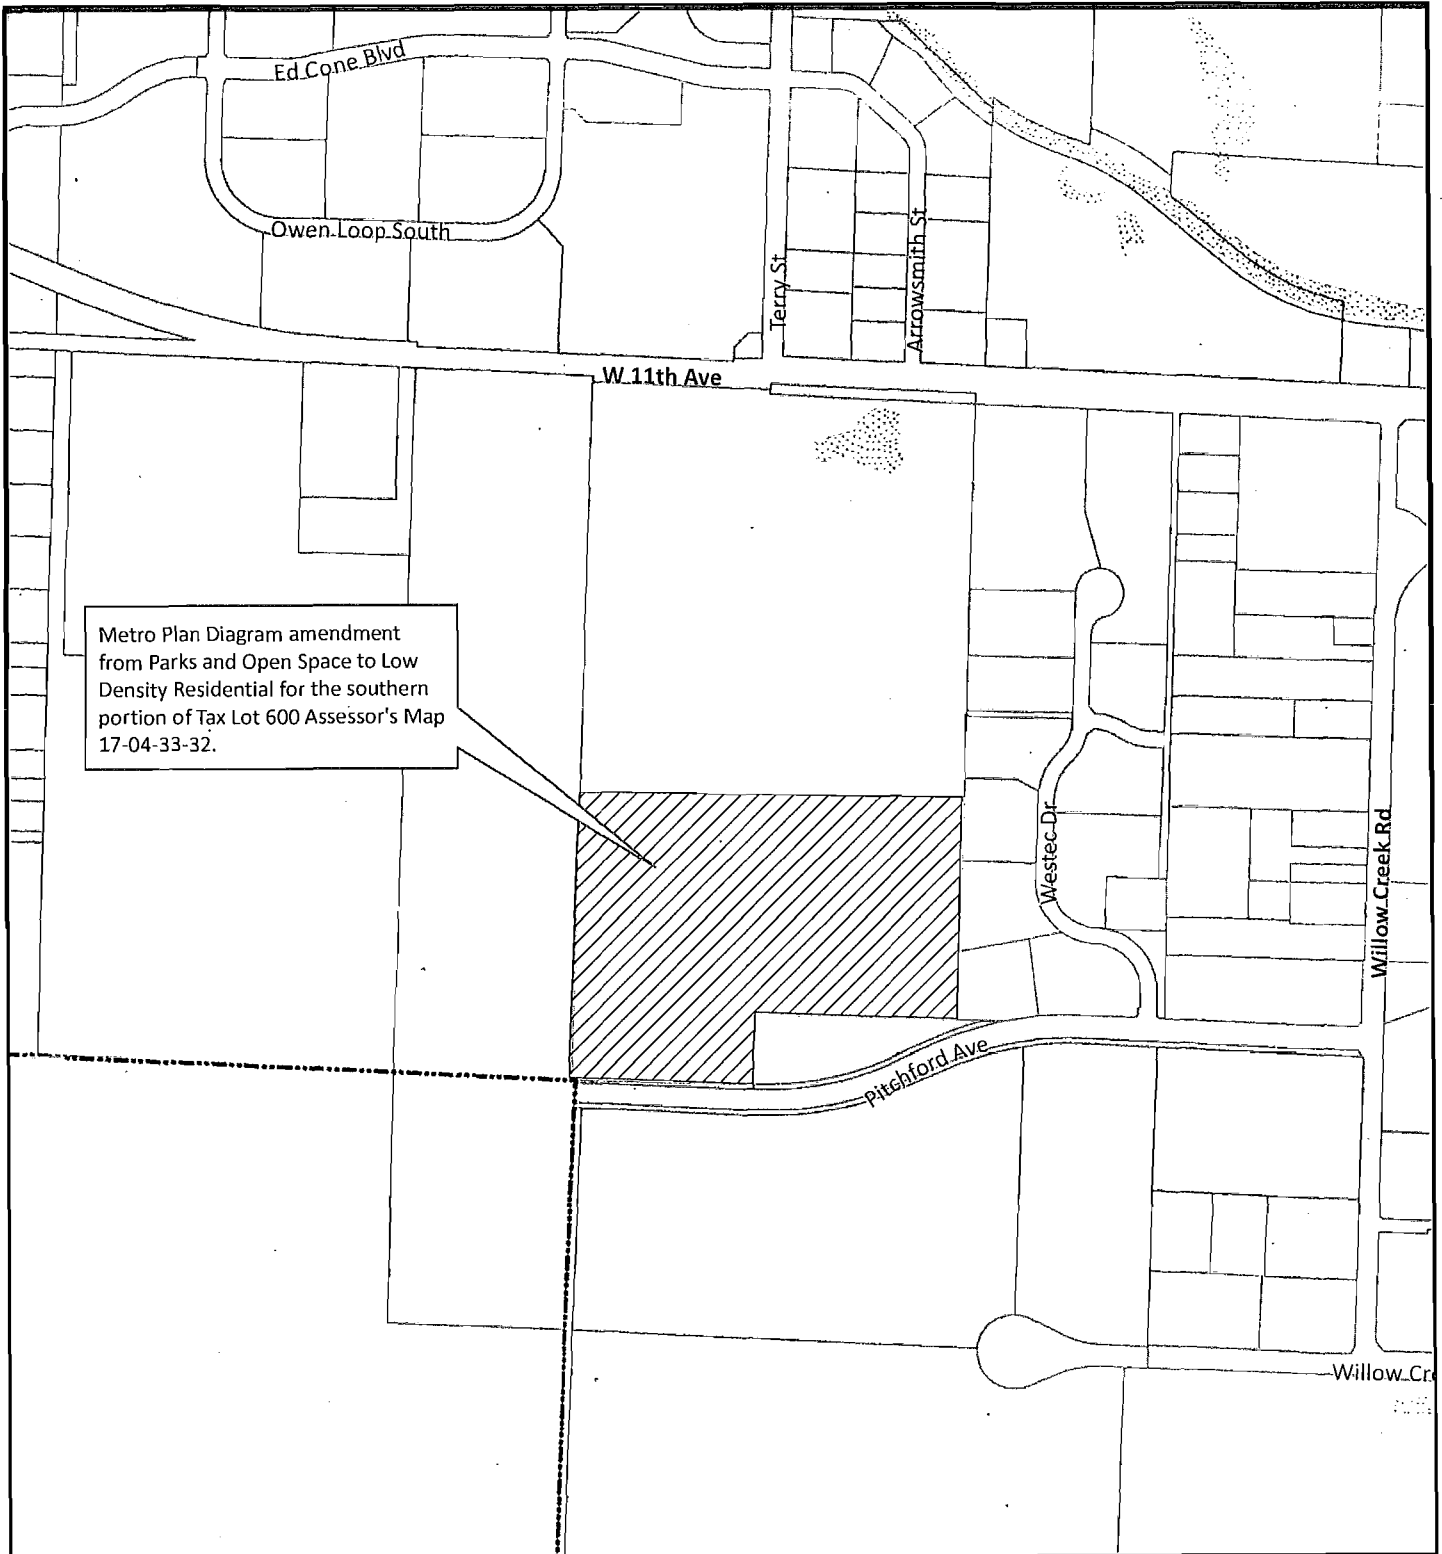 Ed Cone Blvd
Owen Loop South
Terry St
Arrowsmith St
W 11th Ave
Metro Plan Diagram amendment
from Parks and Open Space to Low
Density Residential for the southern
portion of Tax Lot 600 Assessor's Map
17-04-33-32.
Westec Dr
Willow Creek Rd
Pitchford Ave
Willow Cr